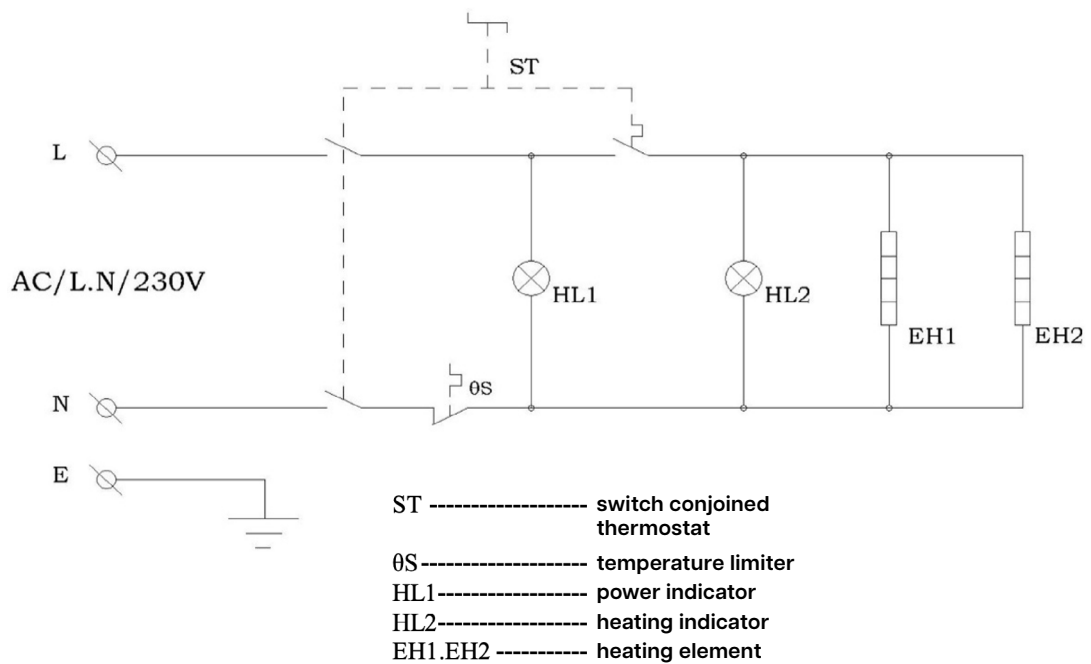 ST
L
AC/L.N/230V
HL1
HL2
EH1
EH2
N
θS
E
ST ------------------- switch conjoined
thermostat
θS-------------------- temperature limiter
HL1------------------ power indicator
HL2------------------ heating indicator
EH1.EH2 ----------- heating element